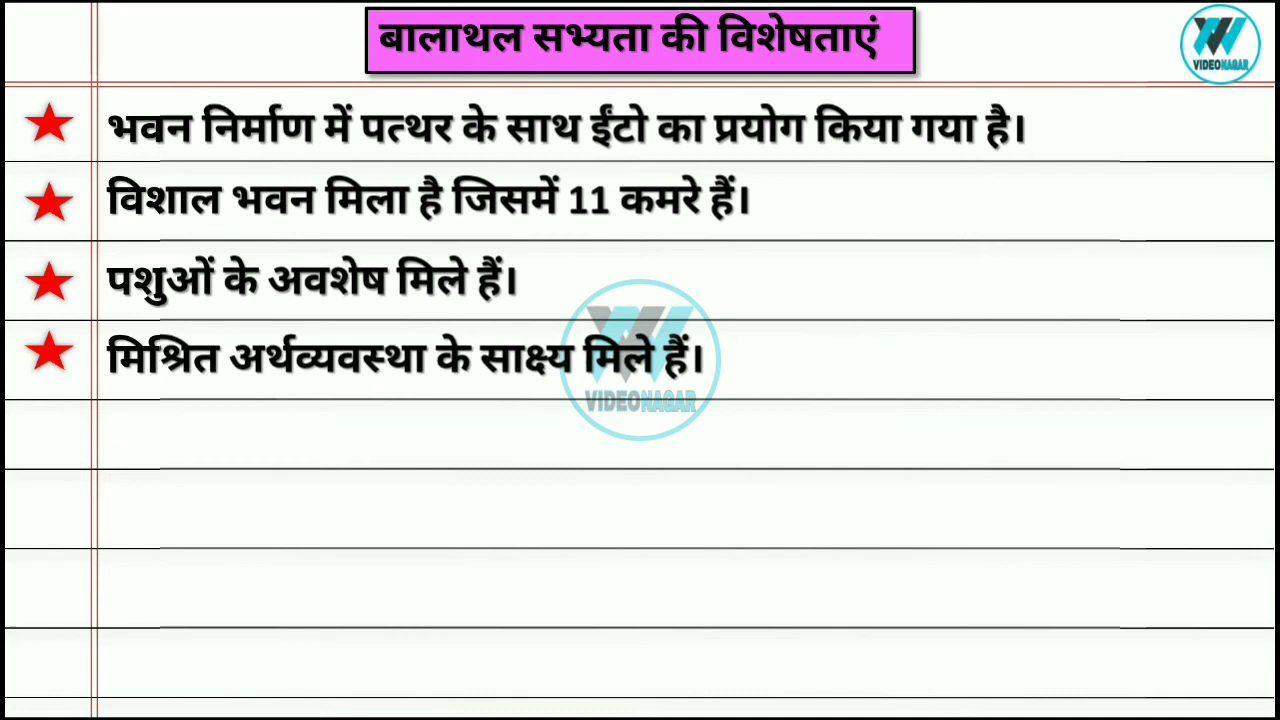 बालाथल सभ्यता की विशेषताएं
VIDEONAGAR
भवन निर्माण में पत्थर के साथ ईंटो का प्रयोग किया गया है।
विशाल भवन मिला है जिसमें 11 कमरे हैं।
पशुओं के अवशेष मिले हैं।
मिश्रित अर्थव्यवस्था के साक्ष्य मिले हैं।
VIDEONAGAR